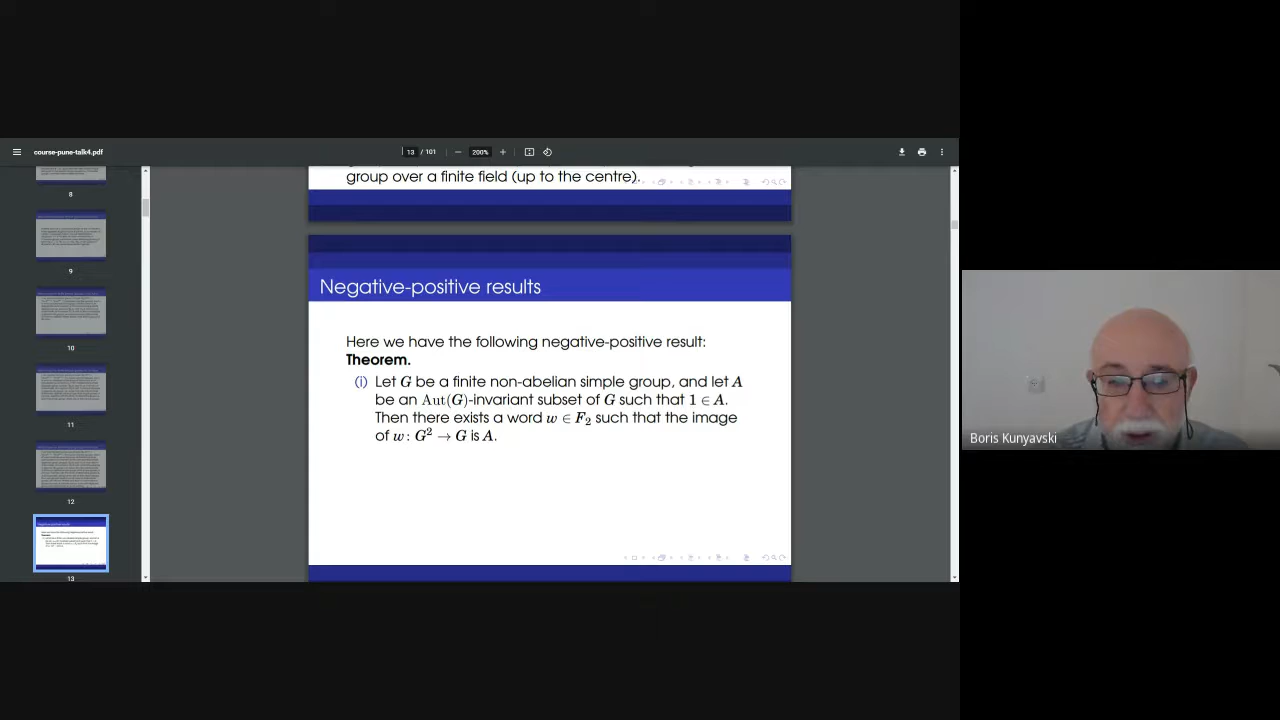 course-pune-talk4.pdf
13 / 101
200%
8
9
10
11
12
13
group over a finite field (up to the centre).
Negative-positive results
Here we have the following negative-positive result:
Theorem.
(i) Let G be a finite non-abelian simple group, and let A
be an Aut(G)-invariant subset of G such that 1 ∈ A.
Then there exists a word w ∈ F₂ such that the image
of w: G² → G is A.
Boris Kunyavski